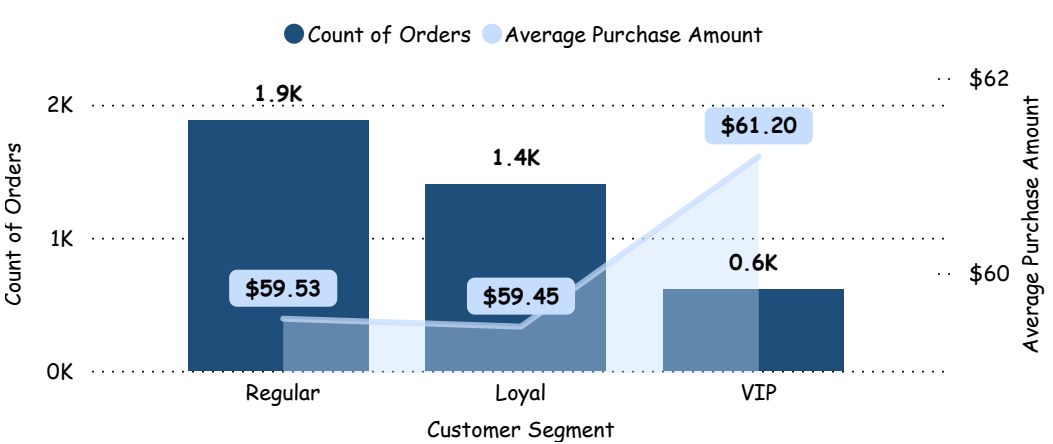 Count of Orders Average Purchase Amount
2K
1K
0K
Count of Orders
1.9K
1.4K
0.6K
$59.53
$59.45
$61.20
$62
$60
Average Purchase Amount
Regular Loyal VIP
Customer Segment